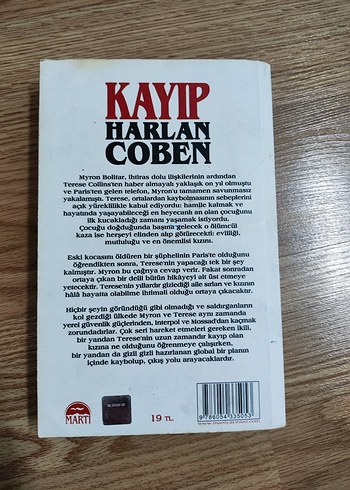 KAYIP
HARLAN
COBEN
Myron Bolitar, ihtiras dolu ilişkilerinin ardından
Terese Collins'ten haber almayalı yaklaşık on yıl olmuştu
ve Paris'ten gelen telefon, Myron'u tamamen savunmasız
yakalamıştı. Terese, ortalardan kaybolmasının sebeplerini
açık yüreklilikle kabul ediyordu: hamile kalmak ve
hayatında yaşayabileceği en heyecanlı an olan çocuğunu
ilk kucakladığı zamanı yaşamak istiyordu.
Çocuğu doğduğunda başına gelecek o ölümcül
kaza ise herşeyi elinden alıp götürecekti: evliliği,
mutluluğu ve en önemlisi kızını.
Eski kocasını öldüren bir şüphelinin Paris'te olduğunu
öğrendikten sonra, Terese'nin yapacağı tek bir şey
kalmıştır. Myron bu çağrıya cevap verir. Fakat sonradan
ortaya çıkan bir delil bütün hikâyeyi alt üst etmeye
yetecektir. Terese'nin yıllardır gizlediği aile sırları ve kızının
hâlâ hayatta olabilme ihtimali olduğu ortaya çıkacaktır.
Hiçbir şeyin göründüğü gibi olmadığı ve saldırganların
kol gezdiği ülkede Myron ve Terese aynı zamanda
yerel güvenlik güçlerinden, Interpol ve Mossad'dan kaçmak
zorundadırlar. Çok seri hareket etmeleri gereken ikili,
bir yandan Terese'nin uzun zamandır kayıp olan
kızına ne olduğunu öğrenmeye çalışırken,
bir yandan da gizli gizli hazırlanan global bir planın
içinde kaybolup, çıkış yolu arayacaklardır.
MARTI
19 TL.
9 786054 335053